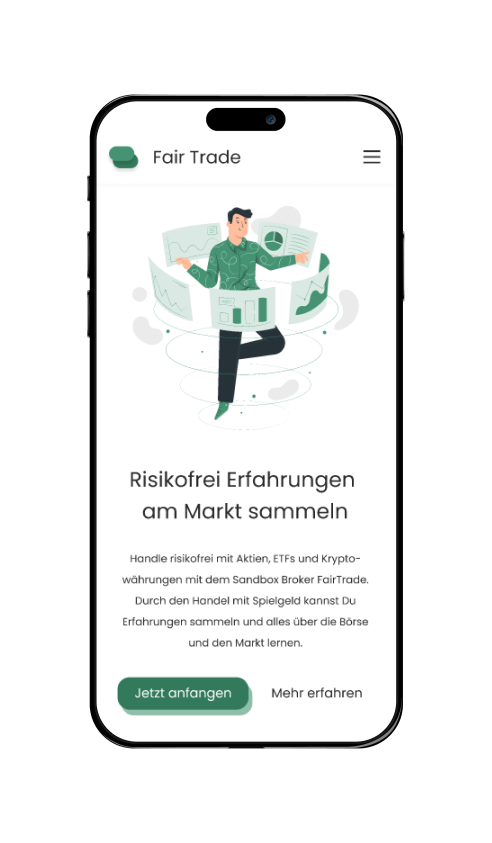 Fair Trade
Risikofrei Erfahrungen
am Markt sammeln
Handle risikofrei mit Aktien, ETFs und Krypto-
währungen mit dem Sandbox Broker FairTrade.
Durch den Handel mit Spielgeld kannst Du
Erfahrungen sammeln und alles über die Börse
und den Markt lernen.
Jetzt anfangen
Mehr erfahren